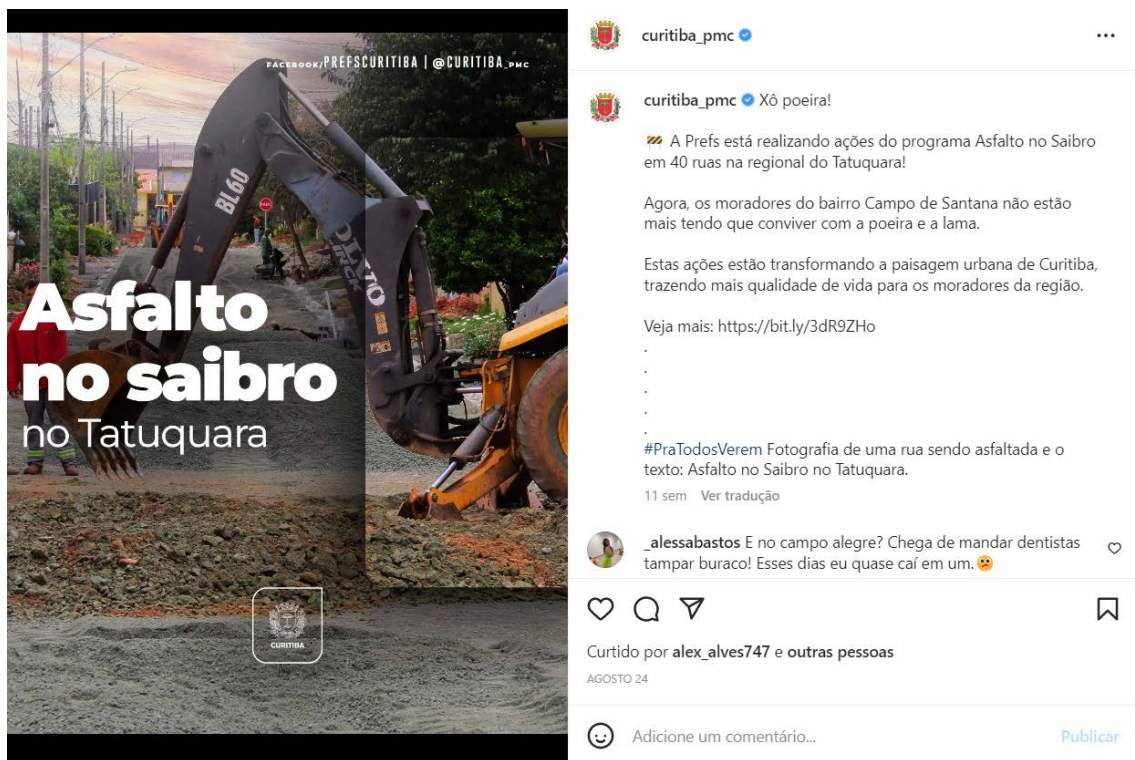 FACEBOOK/PREFSCURITIBA | @CURITIBA_PMC
BL60
VOLVO
Asfalto
no saibro
no Tatuquara
CURITIBA
curitiba_pmc
curitiba_pmc Xô poeira!
🚧 A Prefs está realizando ações do programa Asfalto no Saibro
em 40 ruas na regional do Tatuquara!
Agora, os moradores do bairro Campo de Santana não estão
mais tendo que conviver com a poeira e a lama.
Estas ações estão transformando a paisagem urbana de Curitiba,
trazendo mais qualidade de vida para os moradores da região.
Veja mais: https://bit.ly/3dR9ZHo
.
.
.
.
.
#PraTodosVerem Fotografia de uma rua sendo asfaltada e o
texto: Asfalto no Saibro no Tatuquara.
11 sem Ver tradução
_alessabastos E no campo alegre? Chega de mandar dentistas
tampar buraco! Esses dias eu quase caí em um.😕
Curtido por alex_alves747 e outras pessoas
AGOSTO 24
Adicione um comentário...
Publicar